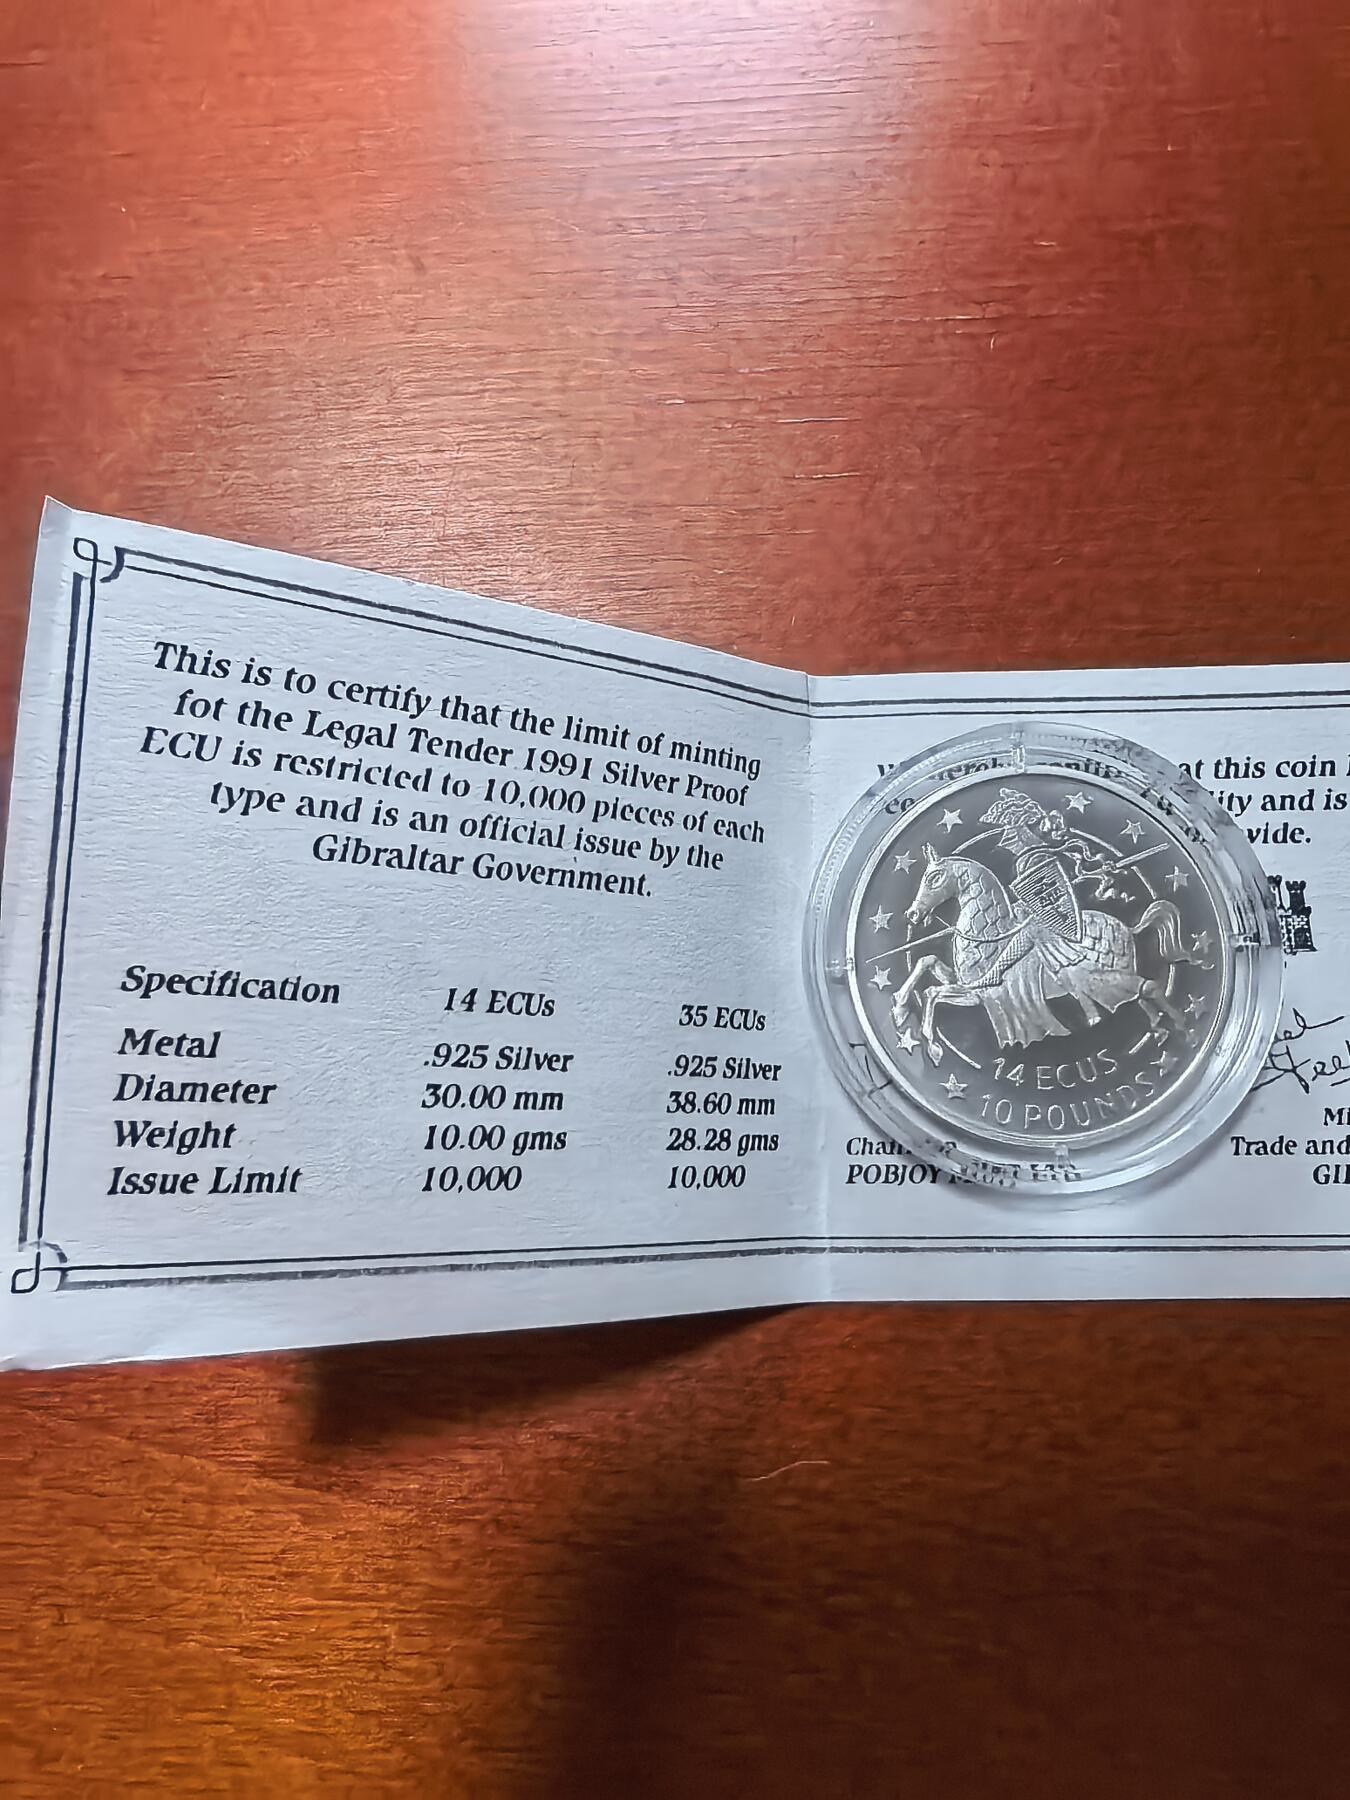 This is to certify that the limit of minting
fot the Legal Tender 1991 Silver Proof
ECU is restricted to 10,000 pieces of each
type and is an official issue by the
Gibraltar Government.
Specification 14 ECUs 35 ECUs
Metal .925 Silver .925 Silver
Diameter 30.00 mm 38.60 mm
Weight 10.00 gms 28.28 gms
Issue Limit 10,000 10,000
at this coin
ity and is
vide.
14 ECUS
10 POUNDS
Chai
POBJOY
Mi
Trade and
GI